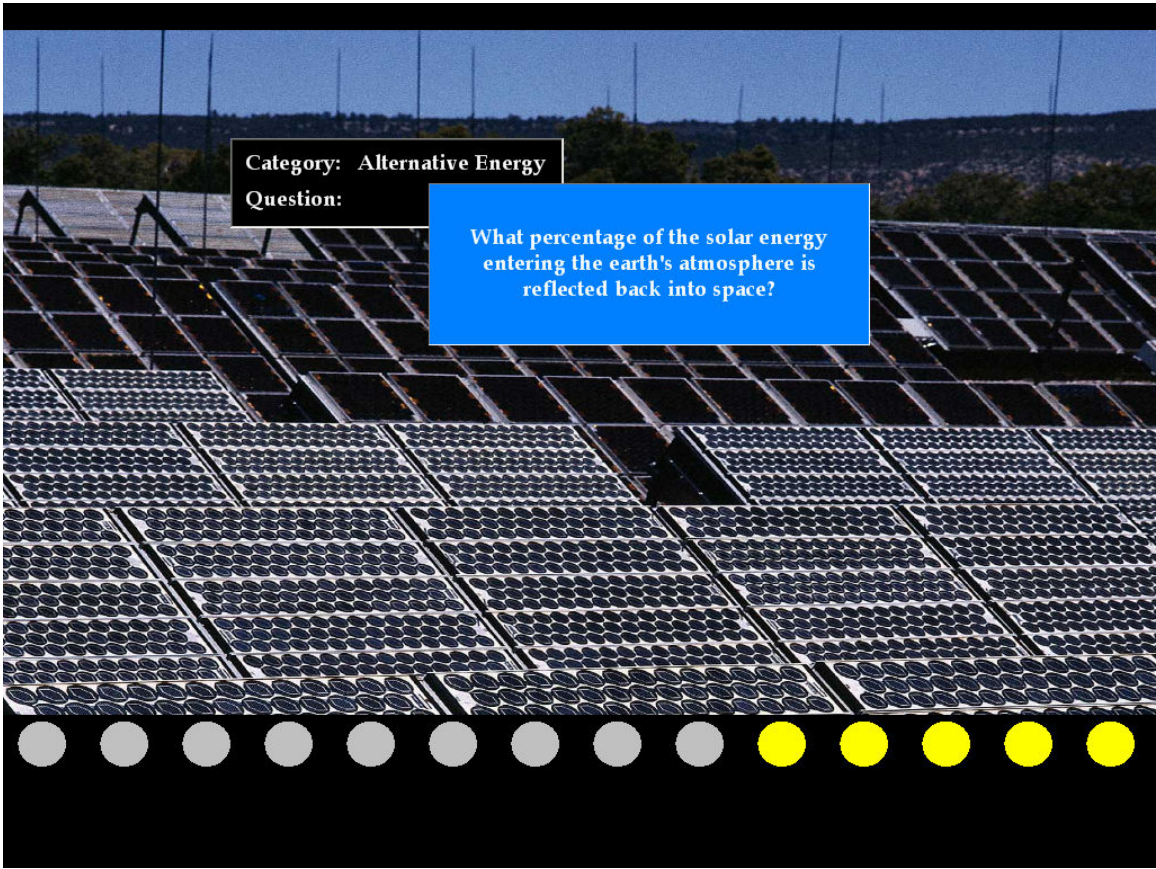 Category: Alternative Energy
Question:
What percentage of the solar energy
entering the earth's atmosphere is
reflected back into space?